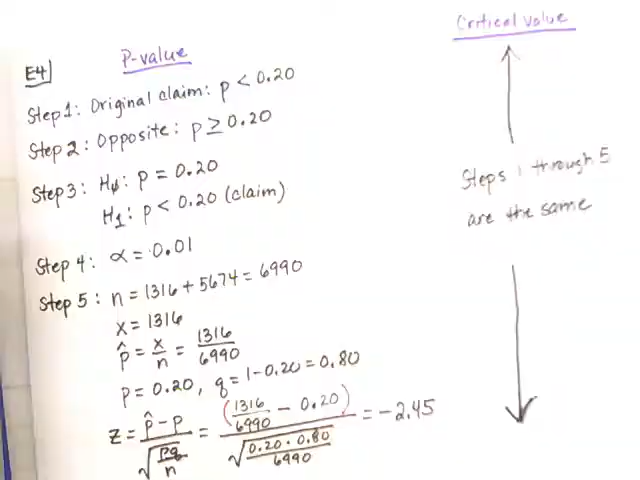 Critical value
E4 P-value
Step 1: Original claim: p < 0.20
Step 2: Opposite: p ≥ 0.20
Step 3: H∅: p = 0.20
H₁: p < 0.20 (claim)
Steps 1 through 5
are the same
Step 4: α = 0.01
Step 5: n = 1316 + 5674 = 6990
x = 1316
p̂ = x/n = 1316/6990
p = 0.20, q = 1 - 0.20 = 0.80
z = (p̂ - p)/√(pq/n) = (1316/6990 - 0.20)/√(0.20 · 0.80/6990) = -2.45